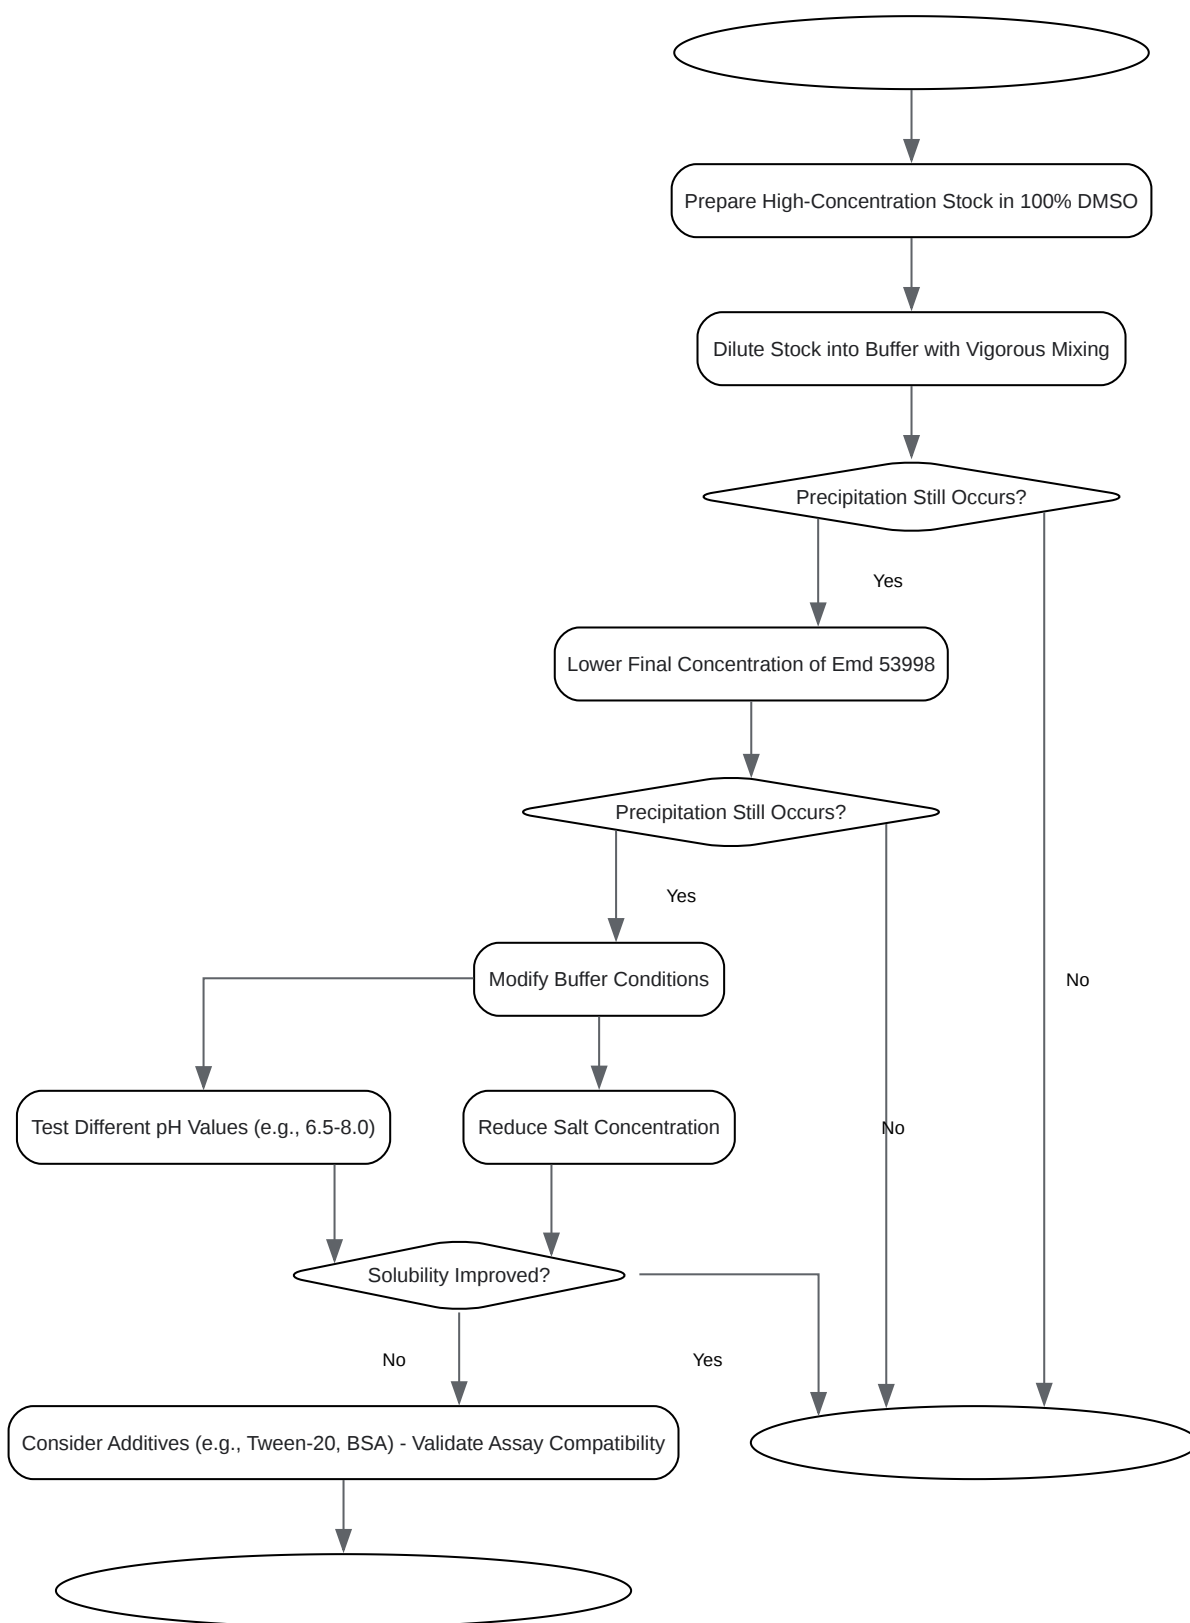 Prepare High-Concentration Stock in 100% DMSO
Dilute Stock into Buffer with Vigorous Mixing
Precipitation Still Occurs?
Yes
Lower Final Concentration of Emd 53998
Precipitation Still Occurs?
Yes
Modify Buffer Conditions
No
Test Different pH Values (e.g., 6.5-8.0)
Reduce Salt Concentration
No
Solubility Improved?
No
Yes
Consider Additives (e.g., Tween-20, BSA) - Validate Assay Compatibility